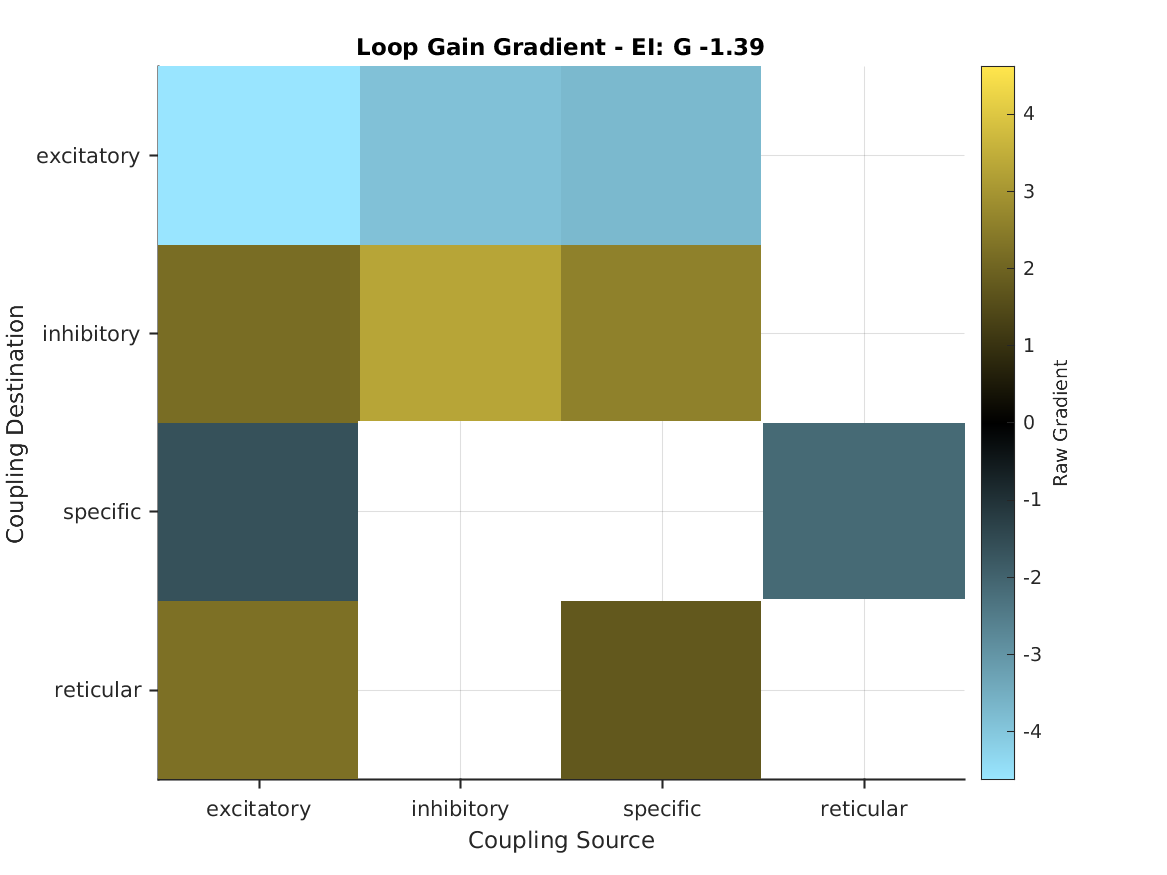 Loop Gain Gradient - EI: G -1.39
excitatory
inhibitory
specific
reticular
Coupling Destination
excitatory
inhibitory
specific
reticular
Coupling Source
4
3
2
1
0
-1
-2
-3
-4
Raw Gradient